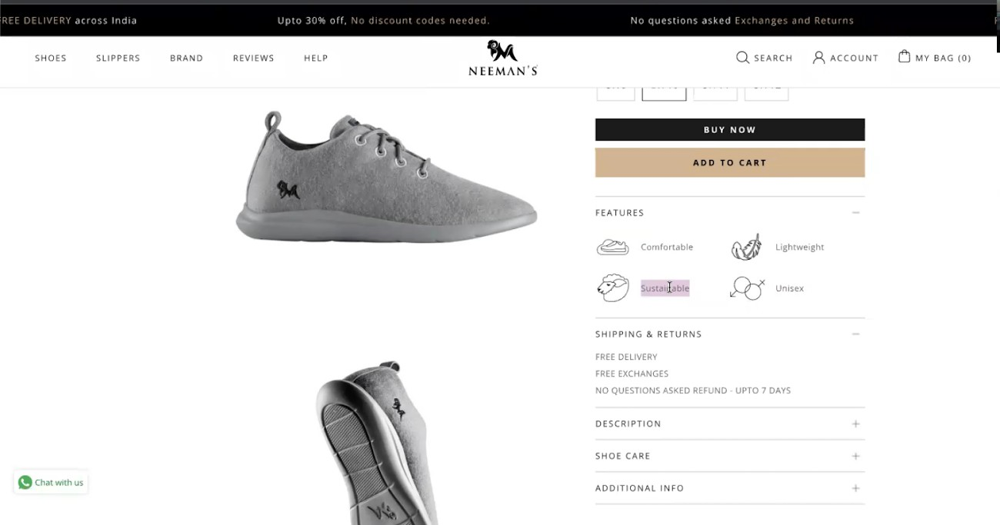 FREE DELIVERY across India
Upto 30% off, No discount codes needed.
No questions asked Exchanges and Returns
SHOES
SLIPPERS
BRAND
REVIEWS
HELP
NEEMAN'S
SEARCH
ACCOUNT
MY BAG (0)
BUY NOW
ADD TO CART
FEATURES
Comfortable
Lightweight
Sustainable
Unisex
SHIPPING & RETURNS
FREE DELIVERY
FREE EXCHANGES
NO QUESTIONS ASKED REFUND - UPTO 7 DAYS
DESCRIPTION
SHOE CARE
ADDITIONAL INFO
Chat with us